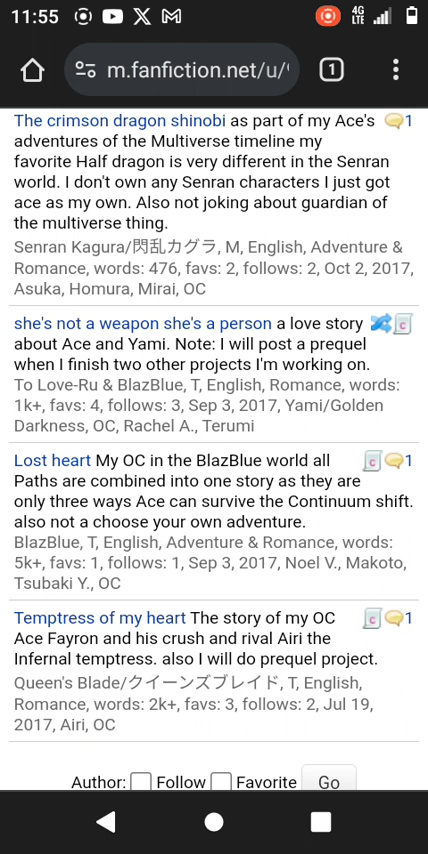 11:55
4G
LTE
m.fanfiction.net/u/
1
The crimson dragon shinobi as part of my Ace's 1
adventures of the Multiverse timeline my
favorite Half dragon is very different in the Senran
world. I don't own any Senran characters I just got
ace as my own. Also not joking about guardian of
the multiverse thing.
Senran Kagura/閃乱カグラ, M, English, Adventure &
Romance, words: 476, favs: 2, follows: 2, Oct 2, 2017,
Asuka, Homura, Mirai, OC
she's not a weapon she's a person a love story c
about Ace and Yami. Note: I will post a prequel
when I finish two other projects I'm working on.
To Love-Ru & BlazBlue, T, English, Romance, words:
1k+, favs: 4, follows: 3, Sep 3, 2017, Yami/Golden
Darkness, OC, Rachel A., Terumi
Lost heart My OC in the BlazBlue world all c 1
Paths are combined into one story as they are
only three ways Ace can survive the Continuum shift.
also not a choose your own adventure.
BlazBlue, T, English, Adventure & Romance, words:
5k+, favs: 1, follows: 1, Sep 3, 2017, Noel V., Makoto,
Tsubaki Y., OC
Temptress of my heart The story of my OC c 1
Ace Fayron and his crush and rival Airi the
Infernal temptress. also I will do prequel project.
Queen's Blade/クイーンズブレイド, T, English,
Romance, words: 2k+, favs: 3, follows: 2, Jul 19,
2017, Airi, OC
Author: Follow Favorite Go